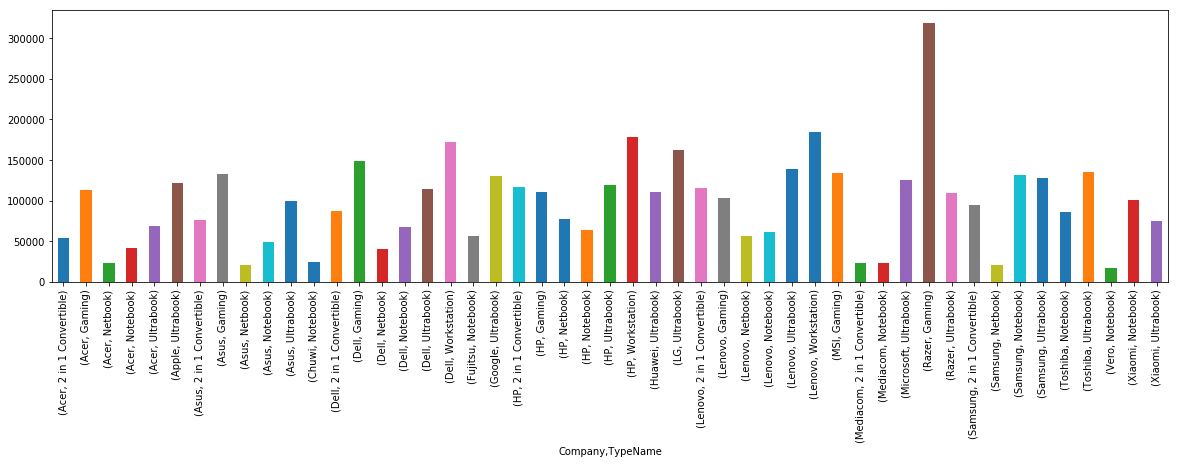 300000
250000
200000
150000
100000
50000
0
(Acer, 2 in 1 Convertible)
(Acer, Gaming)
(Acer, Netbook)
(Acer, Notebook)
(Acer, Ultrabook)
(Apple, Ultrabook)
(Asus, 2 in 1 Convertible)
(Asus, Gaming)
(Asus, Netbook)
(Asus, Notebook)
(Asus, Ultrabook)
(Chuwi, Notebook)
(Dell, 2 in 1 Convertible)
(Dell, Gaming)
(Dell, Netbook)
(Dell, Notebook)
(Dell, Ultrabook)
(Dell, Workstation)
(Fujitsu, Notebook)
(Google, Ultrabook)
(HP, 2 in 1 Convertible)
(HP, Gaming)
(HP, Netbook)
(HP, Notebook)
(HP, Ultrabook)
(HP, Workstation)
(Huawei, Ultrabook)
(LG, Ultrabook)
(Lenovo, 2 in 1 Convertible)
(Lenovo, Gaming)
(Lenovo, Netbook)
(Lenovo, Notebook)
(Lenovo, Ultrabook)
(Lenovo, Workstation)
(MSI, Gaming)
(Mediacom, 2 in 1 Convertible)
(Mediacom, Notebook)
(Microsoft, Ultrabook)
(Razer, Gaming)
(Razer, Ultrabook)
(Samsung, 2 in 1 Convertible)
(Samsung, Netbook)
(Samsung, Notebook)
(Samsung, Ultrabook)
(Toshiba, Notebook)
(Toshiba, Ultrabook)
(Vero, Notebook)
(Xiaomi, Notebook)
(Xiaomi, Ultrabook)
Company,TypeName